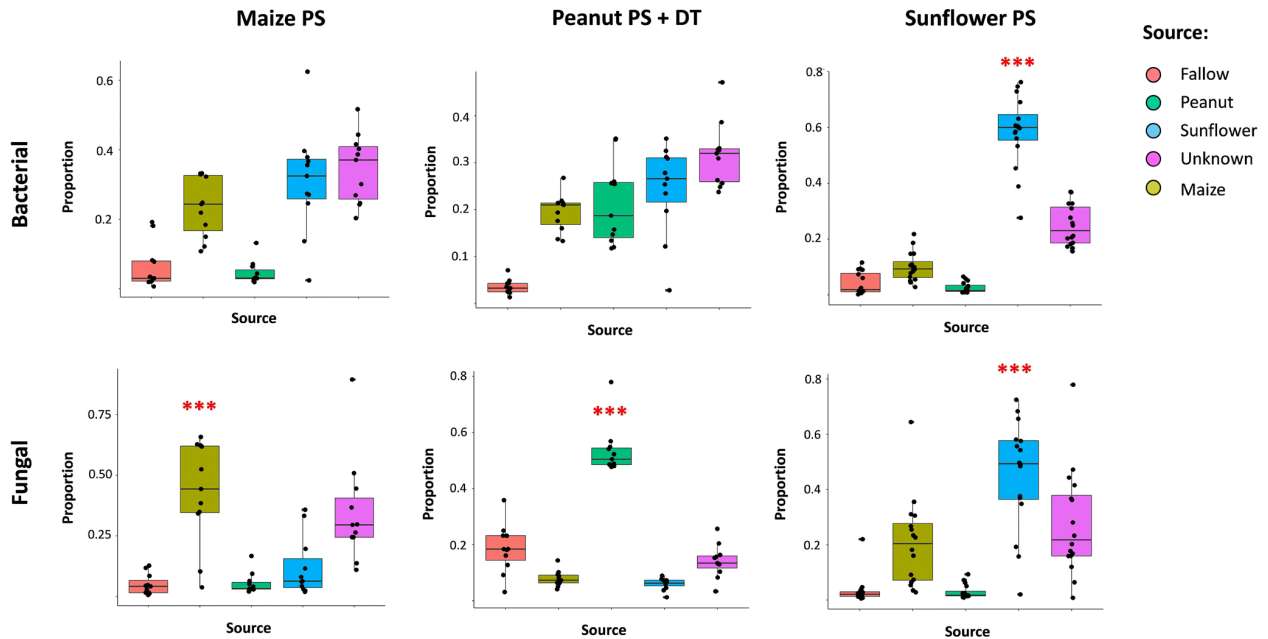 Maize PS
Peanut PS + DT
Sunflower PS
Source:
Fallow
Peanut
Sunflower
Unknown
Maize
Bacterial
Proportion
0.6
0.4
0.2
Source
Proportion
0.4
0.3
0.2
0.1
Source
Proportion
***
0.8
0.6
0.4
0.2
Source
Fungal
Proportion
***
0.75
0.50
0.25
Source
Proportion
***
0.8
0.6
0.4
0.2
Source
Proportion
***
0.8
0.6
0.4
0.2
Source